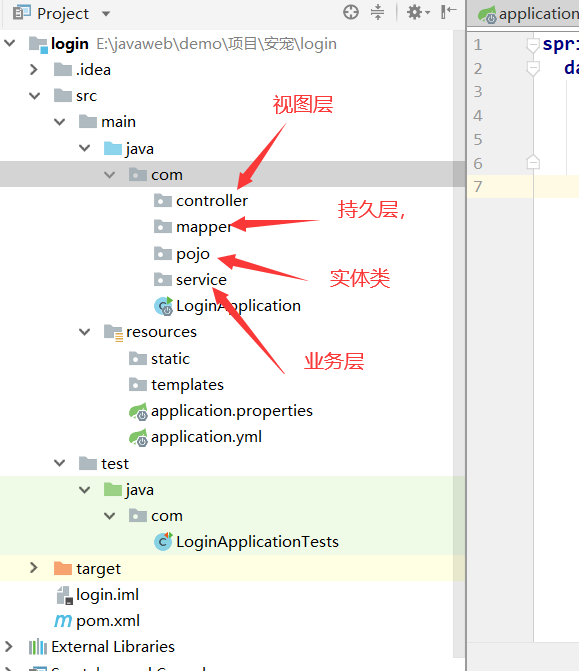 Project
application
login E:\javaweb\demo\项目\安宠\login
.idea
src
main
java
com
controller
mapper
pojo
service
LoginApplication
resources
static
templates
application.properties
application.yml
test
java
com
LoginApplicationTests
target
login.iml
pom.xml
External Libraries
视图层
持久层,
实体类
业务层
1
2
3
4
5
6
7
spri
da